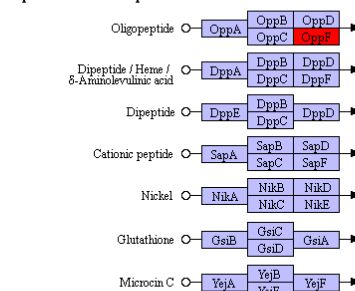 Oligopeptide OppA OppB OppD
OppC OppF
Dipeptide / Heme /
δ-Aminolevulinic acid DppA DppB DppD
DppC DppF
Dipeptide DppE DppB DppD
DppC
Cationic peptide SapA SapB SapD
SapC SapF
Nickel NikA NikB NikD
NikC NikE
Glutathione GsiB GsiC GsiA
GsiD
Microcin C YejA YejB YejF